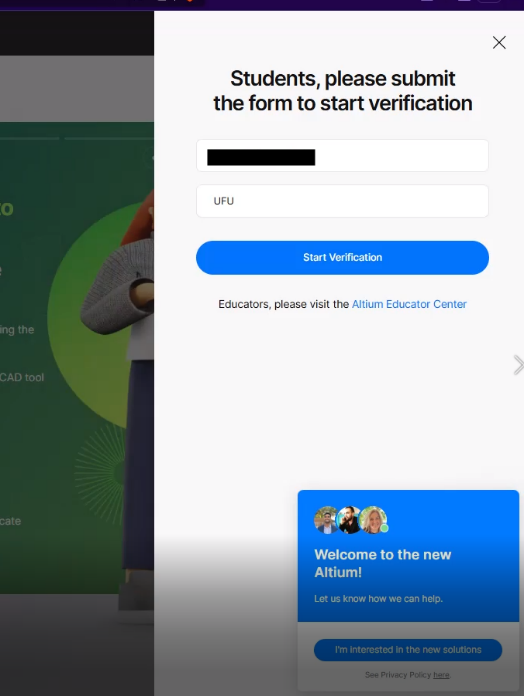 Students, please submit
the form to start verification
UFU
Start Verification
Educators, please visit the Altium Educator Center
to
ing the
CAD tool
cate
Welcome to the new
Altium!
Let us know how we can help.
I'm interested in the new solutions
See Privacy Policy here.